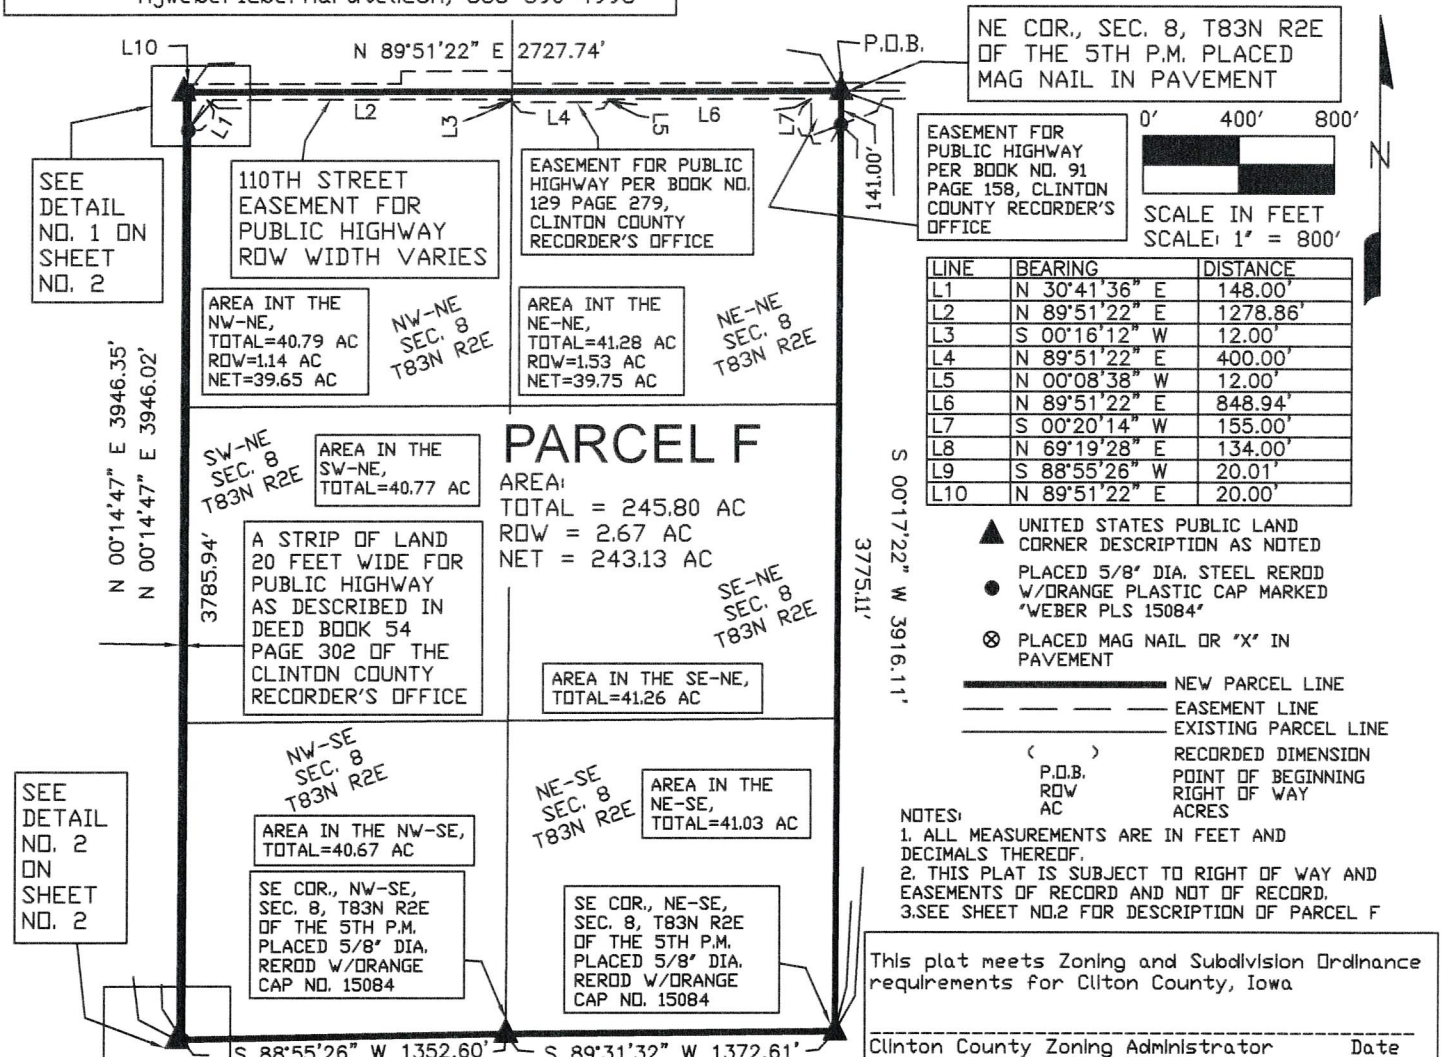 L10
N 89°51'22" E 2727.74'
P.O.B.
NE COR., SEC. 8, T83N R2E
OF THE 5TH P.M. PLACED
MAG NAIL IN PAVEMENT
L1
L2
L3
L4
L5
L6
L7
141.00'
0' 400' 800'
N
SCALE IN FEET
SCALE: 1" = 800'
SEE
DETAIL
NO. 1 ON
SHEET
NO. 2
110TH STREET
EASEMENT FOR
PUBLIC HIGHWAY
ROW WIDTH VARIES
EASEMENT FOR PUBLIC
HIGHWAY PER BOOK NO.
129 PAGE 279,
CLINTON COUNTY
RECORDER'S OFFICE
EASEMENT FOR
PUBLIC HIGHWAY
PER BOOK NO. 91
PAGE 158, CLINTON
COUNTY RECORDER'S
OFFICE
LINE BEARING DISTANCE
L1 N 30°41'36" E 148.00'
L2 N 89°51'22" E 1278.86'
L3 S 00°16'12" W 12.00'
L4 N 89°51'22" E 400.00'
L5 N 00°08'38" W 12.00'
L6 N 89°51'22" E 848.94'
L7 S 00°20'14" W 155.00'
L8 N 69°19'28" E 134.00'
L9 S 88°55'26" W 20.01'
L10 N 89°51'22" E 20.00'
AREA INT THE
NW-NE,
TOTAL=40.79 AC
ROW=1.14 AC
NET=39.65 AC
NW-NE
SEC. 8
T83N R2E
AREA INT THE
NE-NE,
TOTAL=41.28 AC
ROW=1.53 AC
NET=39.75 AC
NE-NE
SEC. 8
T83N R2E
N 00°14'47" E 3946.35'
N 00°14'47" E 3946.02'
3785.94'
SW-NE
SEC. 8
T83N R2E
AREA IN THE
SW-NE,
TOTAL=40.77 AC
PARCEL F
AREA:
TOTAL = 245.80 AC
ROW = 2.67 AC
NET = 243.13 AC
A STRIP OF LAND
20 FEET WIDE FOR
PUBLIC HIGHWAY
AS DESCRIBED IN
DEED BOOK 54
PAGE 302 OF THE
CLINTON COUNTY
RECORDER'S OFFICE
SE-NE
SEC. 8
T83N R2E
AREA IN THE SE-NE,
TOTAL=41.26 AC
3775.11'
S 00°17'22" W 3916.11'
UNITED STATES PUBLIC LAND
CORNER DESCRIPTION AS NOTED
PLACED 5/8" DIA. STEEL REROD
W/ORANGE PLASTIC CAP MARKED
"WEBER PLS 15084"
PLACED MAG NAIL OR "X" IN
PAVEMENT
NEW PARCEL LINE
EASEMENT LINE
EXISTING PARCEL LINE
( ) RECORDED DIMENSION
P.O.B. POINT OF BEGINNING
ROW RIGHT OF WAY
AC ACRES
NOTES:
1. ALL MEASUREMENTS ARE IN FEET AND
DECIMALS THEREOF.
2. THIS PLAT IS SUBJECT TO RIGHT OF WAY AND
EASEMENTS OF RECORD AND NOT OF RECORD.
3.SEE SHEET NO.2 FOR DESCRIPTION OF PARCEL F
NW-SE
SEC. 8
T83N R2E
AREA IN THE NW-SE,
TOTAL=40.67 AC
NE-SE
SEC. 8
T83N R2E
AREA IN THE
NE-SE,
TOTAL=41.03 AC
SEE
DETAIL
NO. 2
ON
SHEET
NO. 2
SE COR., NW-SE,
SEC. 8, T83N R2E
OF THE 5TH P.M.
PLACED 5/8" DIA.
REROD W/ORANGE
CAP NO. 15084
SE COR., NE-SE,
SEC. 8, T83N R2E
OF THE 5TH P.M.
PLACED 5/8" DIA.
REROD W/ORANGE
CAP NO. 15084
S 88°55'26" W 1352.60'
S 89°31'32" W 1372.61'
This plat meets Zoning and Subdivision Ordinance
requirements for Cliton County, Iowa
Clinton County Zoning Administrator Date